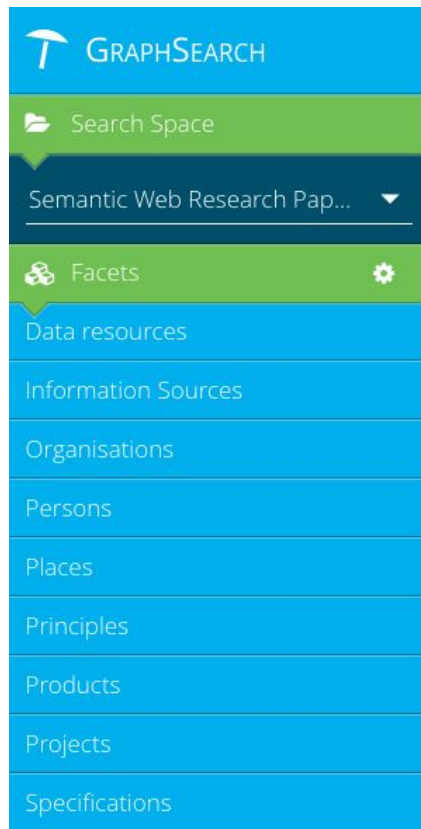 GRAPHSEARCH
Search Space
Semantic Web Research Pap...
Facets
Data resources
Information Sources
Organisations
Persons
Places
Principles
Products
Projects
Specifications